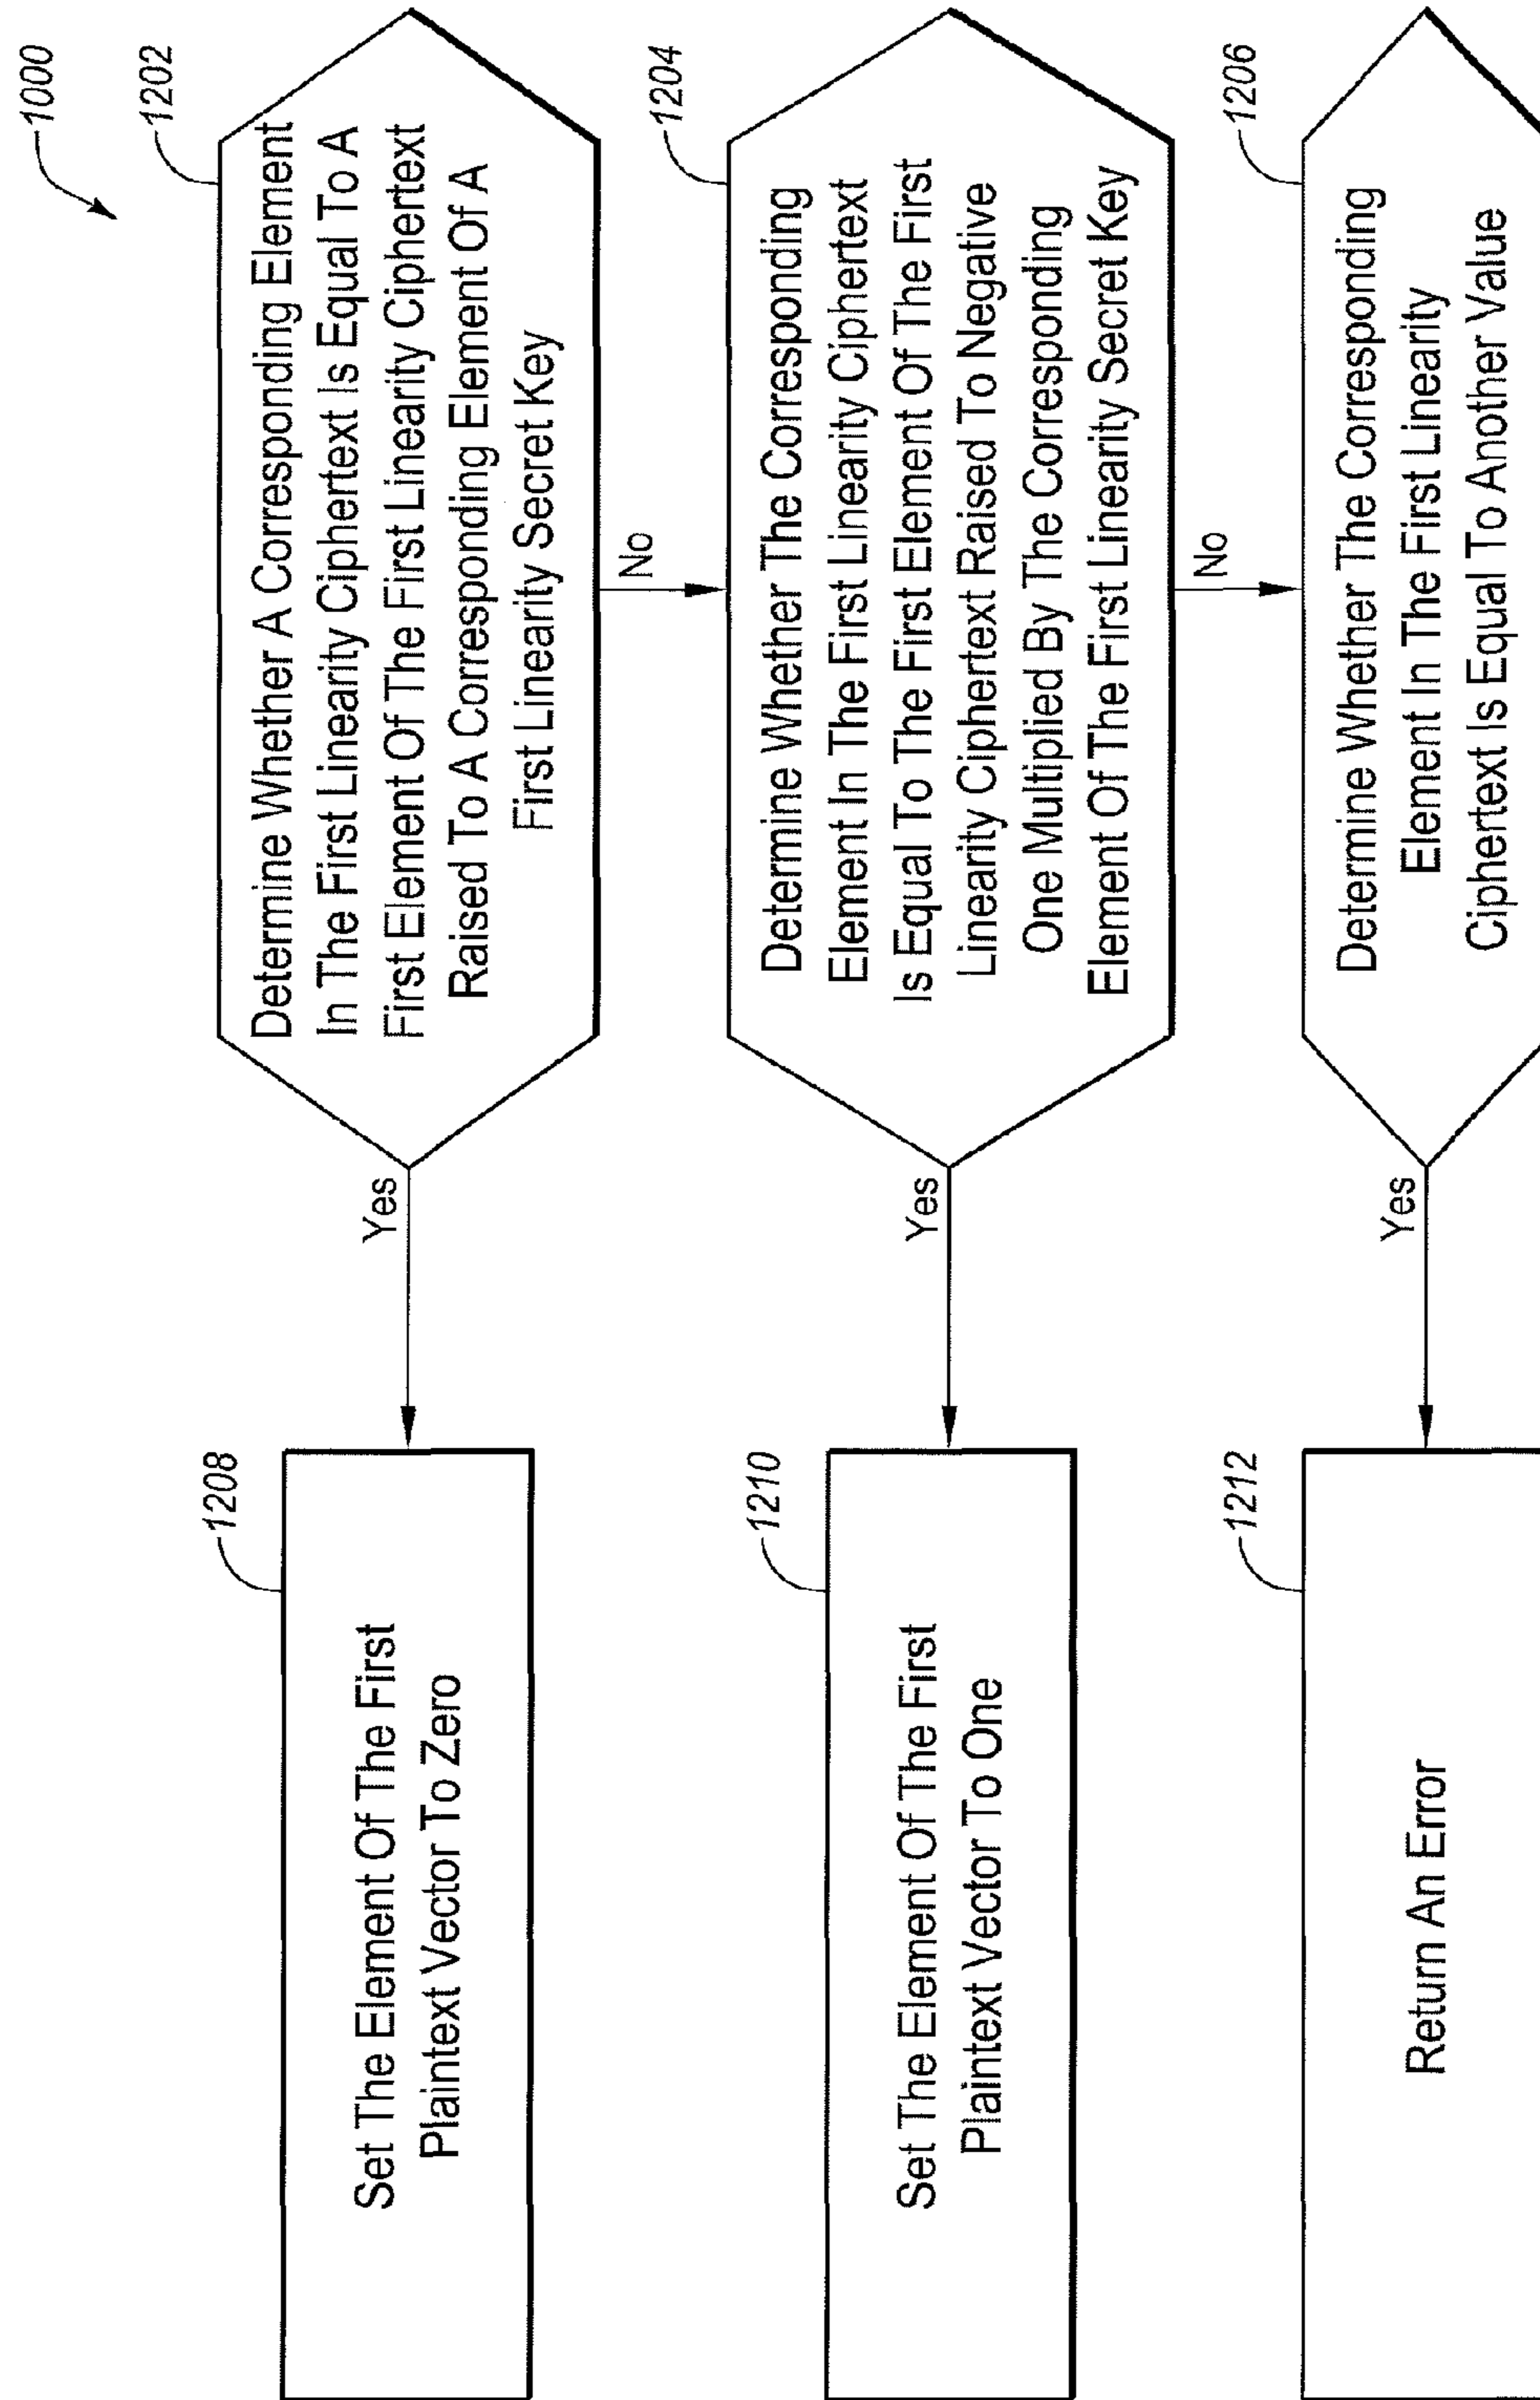 1000
1202
Determine Whether A Corresponding Element
In The First Linearity Ciphertext Is Equal To A
First Element Of The First Linearity Ciphertext
Raised To A Corresponding Element Of A
First Linearity Secret Key
Yes
1208
Set The Element Of The First
Plaintext Vector To Zero
No
1204
Determine Whether The Corresponding
Element In The First Linearity Ciphertext
Is Equal To The First Element Of The First
Linearity Ciphertext Raised To Negative
One Multiplied By The Corresponding
Element Of The First Linearity Secret Key
Yes
1210
Set The Element Of The First
Plaintext Vector To One
No
1206
Determine Whether The Corresponding
Element In The First Linearity
Ciphertext Is Equal To Another Value
Yes
1212
Return An Error